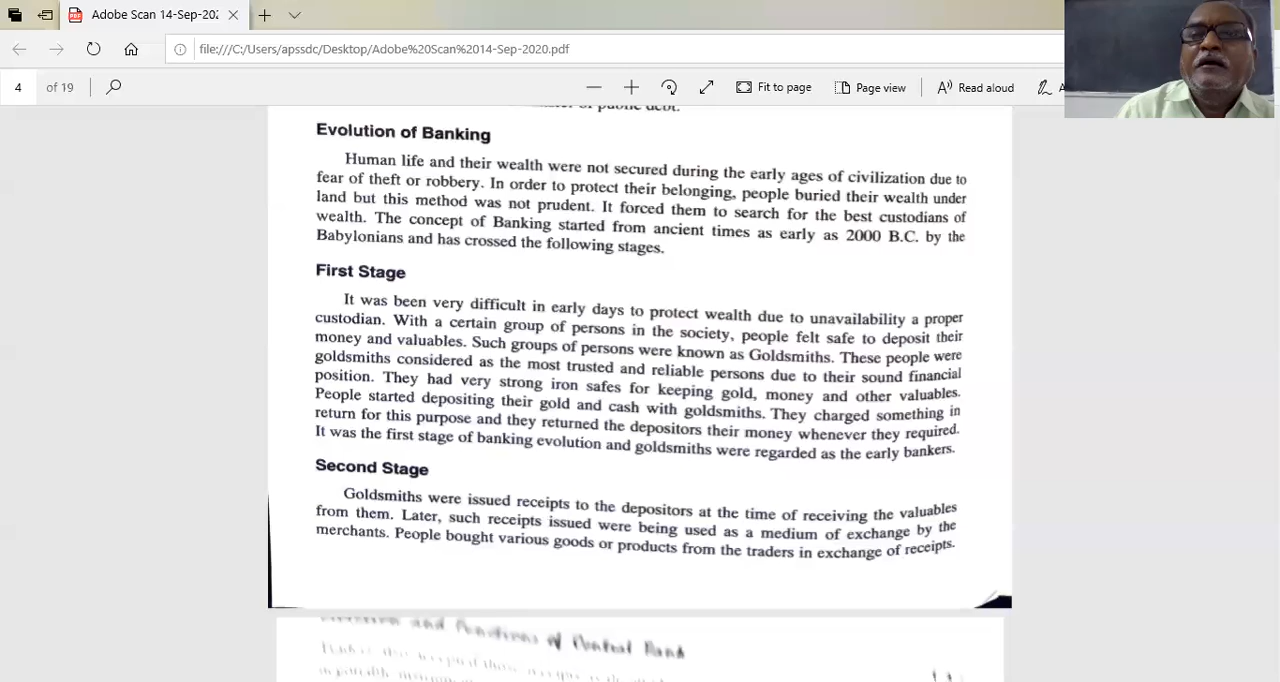 Adobe Scan 14-Sep-202
file:///C:/Users/apssdc/Desktop/Adobe%20Scan%2014-Sep-2020.pdf
4 of 19
Fit to page
Page view
Read aloud
of public debt.
Evolution of Banking
Human life and their wealth were not secured during the early ages of civilization due to
fear of theft or robbery. In order to protect their belonging, people buried their wealth under
land but this method was not prudent. It forced them to search for the best custodians of
wealth. The concept of Banking started from ancient times as early as 2000 B.C. by the
Babylonians and has crossed the following stages.
First Stage
It was been very difficult in early days to protect wealth due to unavailability a proper
custodian. With a certain group of persons in the society, people felt safe to deposit their
money and valuables. Such groups of persons were known as Goldsmiths. These people were
goldsmiths considered as the most trusted and reliable persons due to their sound financial
position. They had very strong iron safes for keeping gold, money and other valuables.
People started depositing their gold and cash with goldsmiths. They charged something in
return for this purpose and they returned the depositors their money whenever they required.
It was the first stage of banking evolution and goldsmiths were regarded as the early bankers.
Second Stage
Goldsmiths were issued receipts to the depositors at the time of receiving the valuables
from them. Later, such receipts issued were being used as a medium of exchange by the
merchants. People bought various goods or products from the traders in exchange of receipts.
and Functions of Central Bank